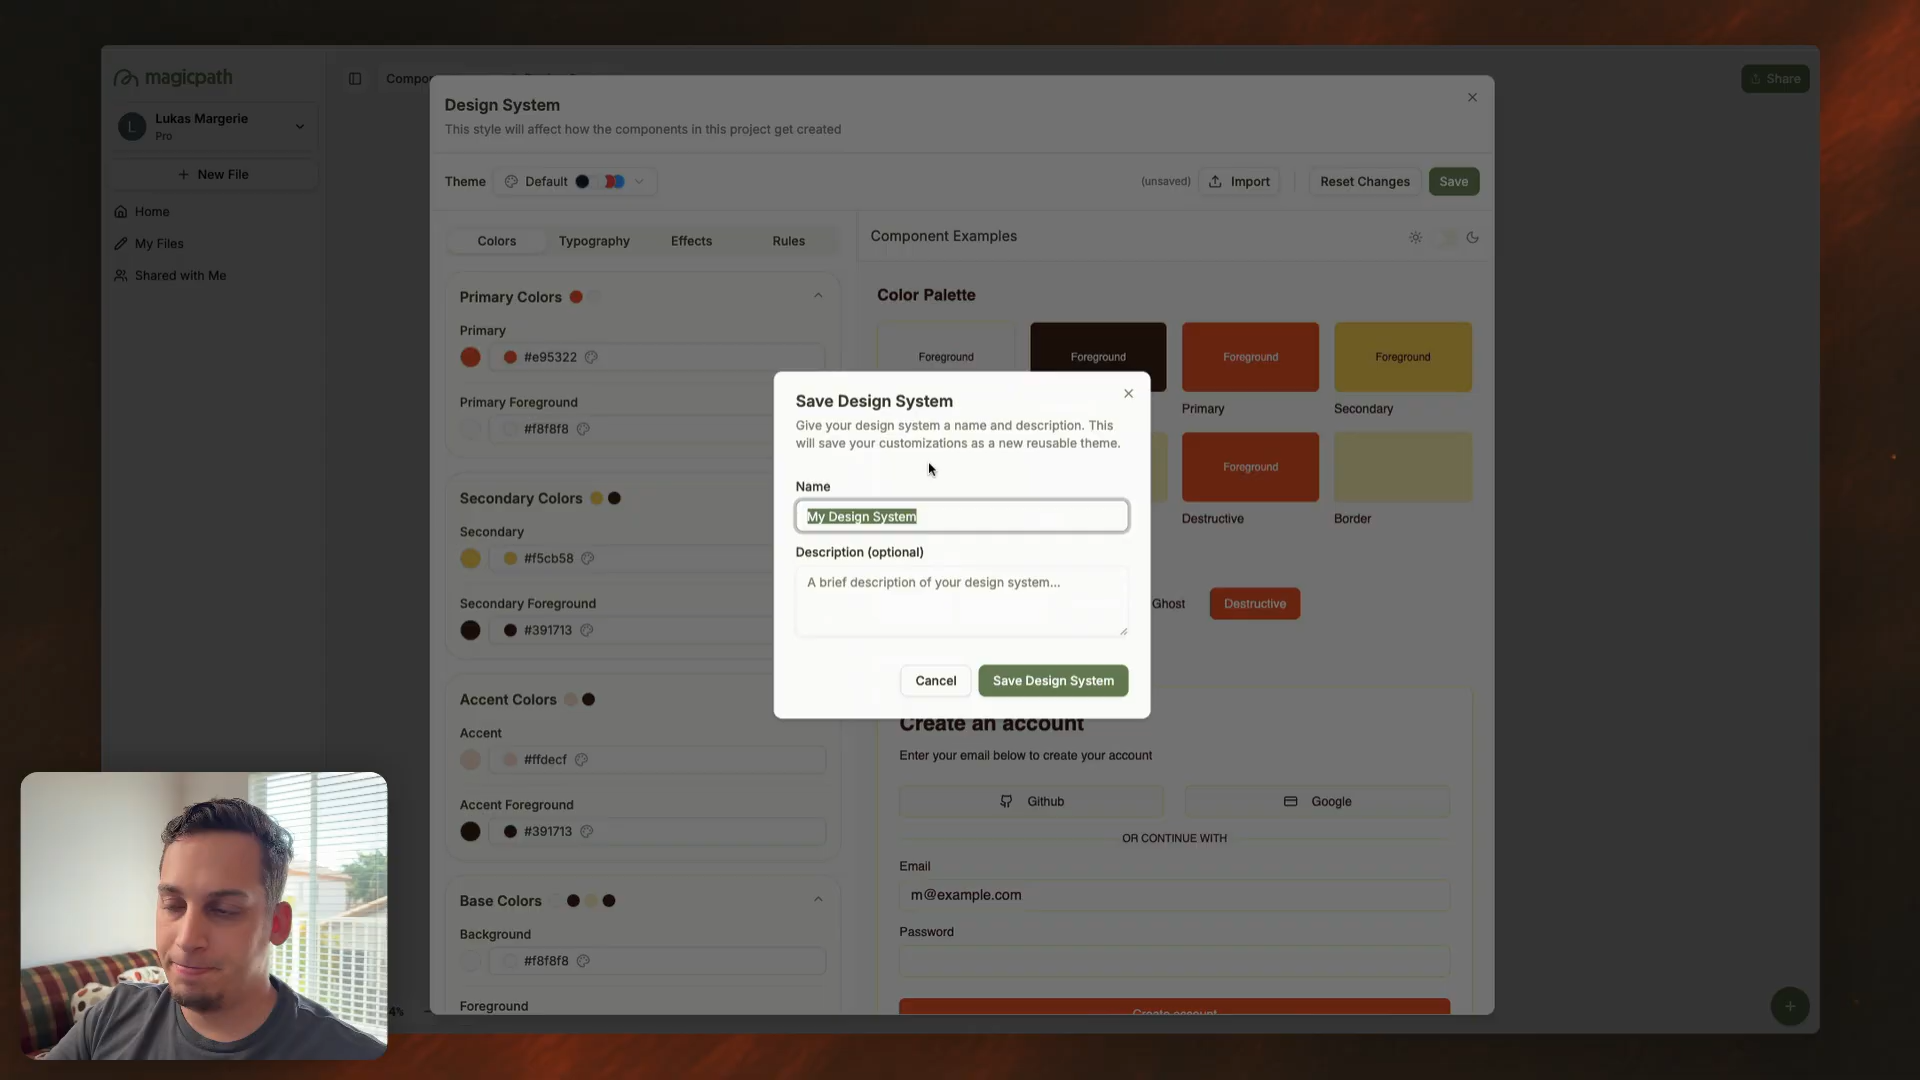 magicpath
Compo
Share
L
Lukas Margerie
Pro
+ New File
Home
My Files
Shared with Me
Design System
This style will affect how the components in this project get created
Theme
Default
(unsaved)
Import
Reset Changes
Save
Colors
Typography
Effects
Rules
Component Examples
Primary Colors
Primary
#e95322
Primary Foreground
#f8f8f8
Secondary Colors
Secondary
#f5cb58
Secondary Foreground
#391713
Accent Colors
Accent
#ffdecf
Accent Foreground
#391713
Base Colors
Background
#f8f8f8
Foreground
Color Palette
Foreground
Foreground
Foreground
Foreground
Primary
Secondary
Foreground
Destructive
Border
Ghost
Destructive
Save Design System
Give your design system a name and description. This
will save your customizations as a new reusable theme.
Name
My Design System
Description (optional)
A brief description of your design system...
Cancel
Save Design System
Create an account
Enter your email below to create your account
Github
Google
OR CONTINUE WITH
Email
m@example.com
Password
Create account
4%